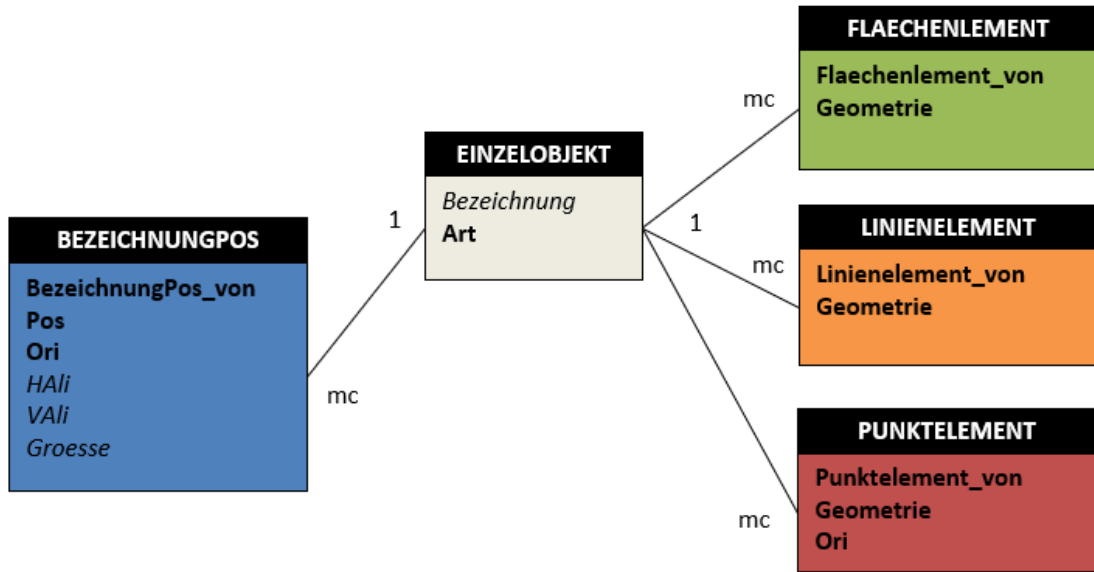 BEZEICHNUNGPOS
BezeichnungPos_von
Pos
Ori
HAli
VAli
Groesse
1
mc
EINZELOBJEKT
Bezeichnung
Art
1
mc
mc
mc
FLAECHENLEMENT
Flaechenlement_von
Geometrie
LINIENELEMENT
Linienelement_von
Geometrie
PUNKTELEMENT
Punktelement_von
Geometrie
Ori